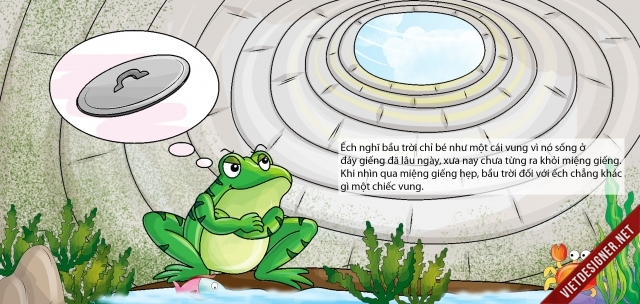 Ếch nghĩ bầu trời chỉ bé như một cái vung vì nó sống ở
đấy giếng đã lâu ngày, xưa nay chưa từng ra khỏi miệng giếng.
Khi nhìn qua miệng giếng hẹp, bầu trời đối với ếch chẳng khác
gì một chiếc vung.
VIETDESIGNER.NET